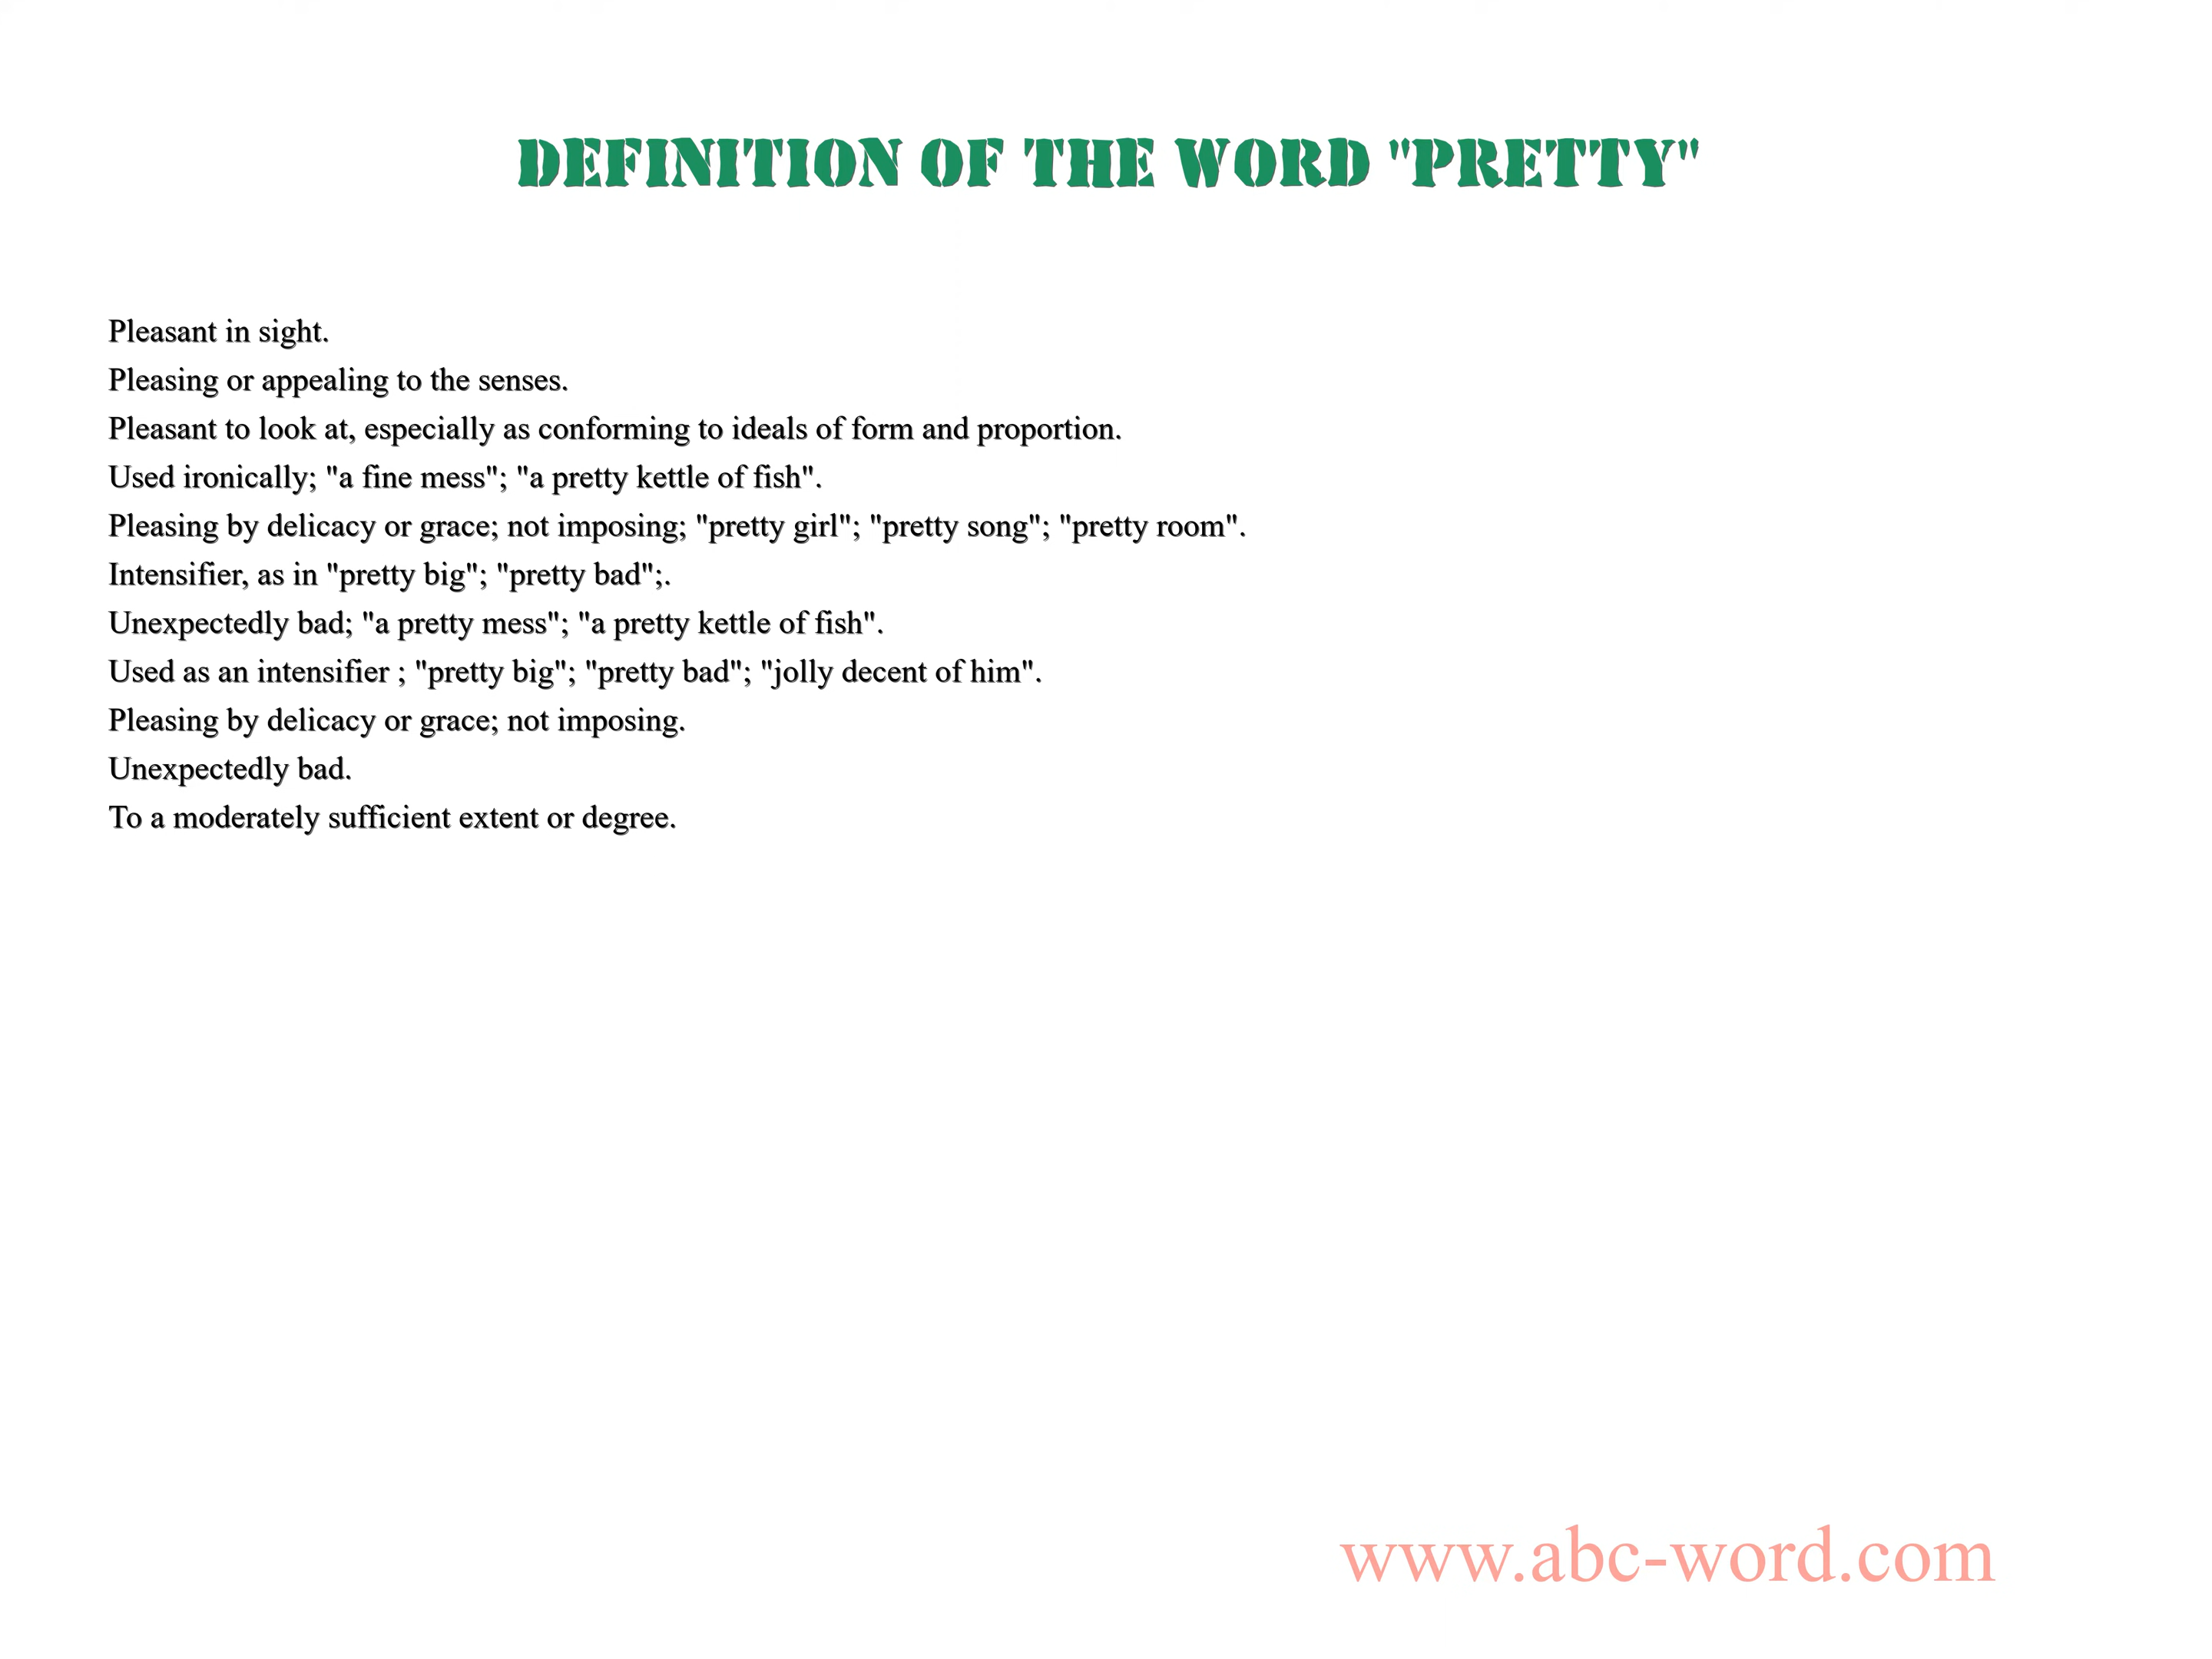 DEFINITION OF THE WORD "PRETTY"
Pleasant in sight.
Pleasing or appealing to the senses.
Pleasant to look at, especially as conforming to ideals of form and proportion.
Used ironically; "a fine mess"; "a pretty kettle of fish".
Pleasing by delicacy or grace; not imposing; "pretty girl"; "pretty song"; "pretty room".
Intensifier, as in "pretty big"; "pretty bad";.
Unexpectedly bad; "a pretty mess"; "a pretty kettle of fish".
Used as an intensifier ; "pretty big"; "pretty bad"; "jolly decent of him".
Pleasing by delicacy or grace; not imposing.
Unexpectedly bad.
To a moderately sufficient extent or degree.
www.abc-word.com